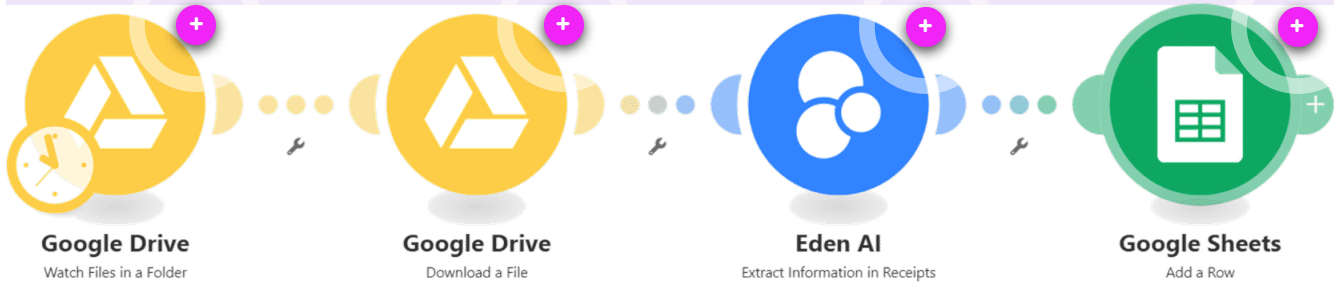 Google Drive
Watch Files in a Folder
Google Drive
Download a File
Eden AI
Extract Information in Receipts
Google Sheets
Add a Row